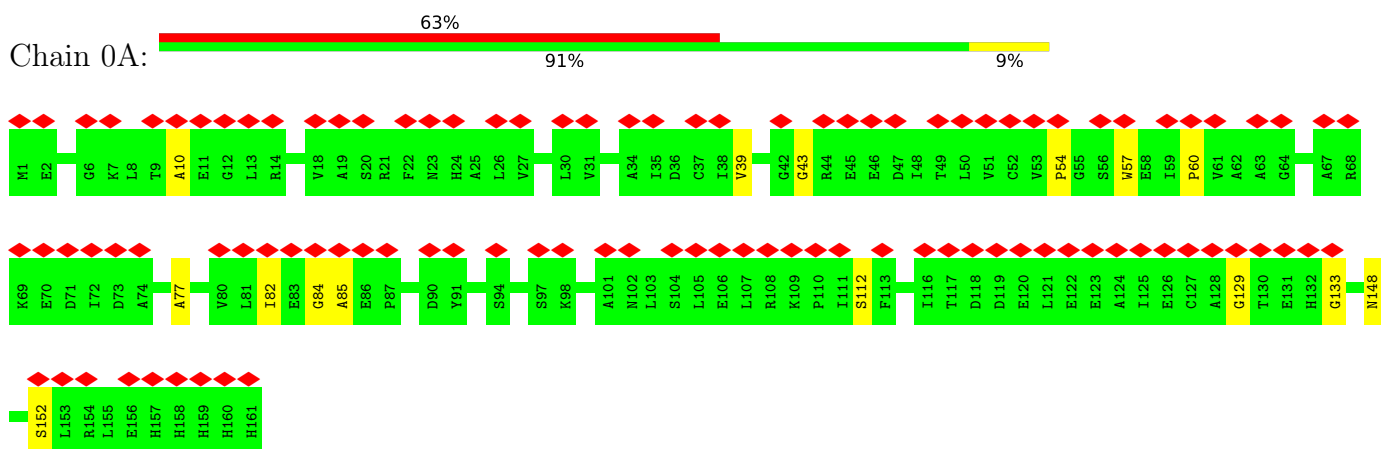 63%
Chain 0A:
91% 9%
M1 E2 G6 K7 L8 T9 A10 E11 G12 L13 R14 V18 A19 S20 R21 F22 N23 H24 A25 L26 V27 L30 V31 A34 I35 D36 C37 I38 V39 G42 G43 R44 E45 E46 D47 I48 T49 L50 V51 C52 V53 P54 G55 S56 W57 E58 I59 P60 V61 A62 A63 G64 A67 R68
K69 E70 D71 I72 D73 A74 A77 V80 L81 I82 E83 G84 A85 E86 P87 D90 Y91 S94 S97 K98 A101 N102 L103 S104 L105 E106 L107 R108 K109 P110 I111 S112 F113 I116 T117 D118 D119 E120 L121 E122 E123 A124 I125 E126 C127 A128 G129 T130 E131 H132 G133 N148
S152 L153 R154 L155 E156 H157 H158 H159 H160 H161